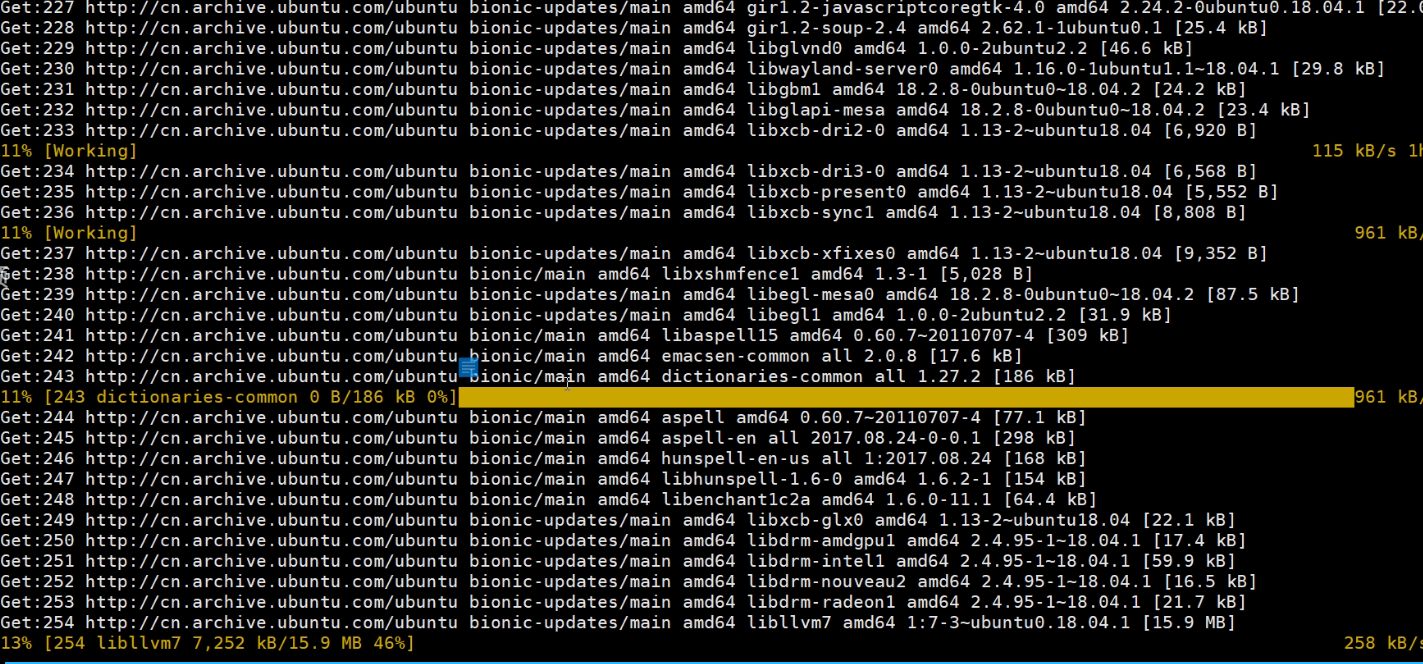 Get:227 http://cn.archive.ubuntu.com/ubuntu bionic-updates/main amd64 gir1.2-javascriptcoregtk-4.0 amd64 2.24.2-0ubuntu0.18.04.1 [22.0
Get:228 http://cn.archive.ubuntu.com/ubuntu bionic-updates/main amd64 gir1.2-soup-2.4 amd64 2.62.1-1ubuntu0.1 [25.4 kB]
Get:229 http://cn.archive.ubuntu.com/ubuntu bionic-updates/main amd64 libglvnd0 amd64 1.0.0-2ubuntu2.2 [46.6 kB]
Get:230 http://cn.archive.ubuntu.com/ubuntu bionic-updates/main amd64 libwayland-server0 amd64 1.16.0-1ubuntu1.1~18.04.1 [29.8 kB]
Get:231 http://cn.archive.ubuntu.com/ubuntu bionic-updates/main amd64 libgbm1 amd64 18.2.8-0ubuntu0~18.04.2 [24.2 kB]
Get:232 http://cn.archive.ubuntu.com/ubuntu bionic-updates/main amd64 libglapi-mesa amd64 18.2.8-0ubuntu0~18.04.2 [23.4 kB]
Get:233 http://cn.archive.ubuntu.com/ubuntu bionic-updates/main amd64 libxcb-dri2-0 amd64 1.13-2~ubuntu18.04 [6,920 B]
11% [Working] 115 kB/s 1h
Get:234 http://cn.archive.ubuntu.com/ubuntu bionic-updates/main amd64 libxcb-dri3-0 amd64 1.13-2~ubuntu18.04 [6,568 B]
Get:235 http://cn.archive.ubuntu.com/ubuntu bionic-updates/main amd64 libxcb-present0 amd64 1.13-2~ubuntu18.04 [5,552 B]
Get:236 http://cn.archive.ubuntu.com/ubuntu bionic-updates/main amd64 libxcb-sync1 amd64 1.13-2~ubuntu18.04 [8,808 B]
11% [Working] 961 kB/
Get:237 http://cn.archive.ubuntu.com/ubuntu bionic-updates/main amd64 libxcb-xfixes0 amd64 1.13-2~ubuntu18.04 [9,352 B]
Get:238 http://cn.archive.ubuntu.com/ubuntu bionic/main amd64 libxshmfence1 amd64 1.3-1 [5,028 B]
Get:239 http://cn.archive.ubuntu.com/ubuntu bionic-updates/main amd64 libegl-mesa0 amd64 18.2.8-0ubuntu0~18.04.2 [87.5 kB]
Get:240 http://cn.archive.ubuntu.com/ubuntu bionic-updates/main amd64 libegl1 amd64 1.0.0-2ubuntu2.2 [31.9 kB]
Get:241 http://cn.archive.ubuntu.com/ubuntu bionic/main amd64 libaspell15 amd64 0.60.7~20110707-4 [309 kB]
Get:242 http://cn.archive.ubuntu.com/ubuntu bionic/main amd64 emacsen-common all 2.0.8 [17.6 kB]
Get:243 http://cn.archive.ubuntu.com/ubuntu bionic/main amd64 dictionaries-common all 1.27.2 [186 kB]
11% [243 dictionaries-common 0 B/186 kB 0%] 961 kB/
Get:244 http://cn.archive.ubuntu.com/ubuntu bionic/main amd64 aspell amd64 0.60.7~20110707-4 [77.1 kB]
Get:245 http://cn.archive.ubuntu.com/ubuntu bionic/main amd64 aspell-en all 2017.08.24-0-0.1 [298 kB]
Get:246 http://cn.archive.ubuntu.com/ubuntu bionic/main amd64 hunspell-en-us all 1:2017.08.24 [168 kB]
Get:247 http://cn.archive.ubuntu.com/ubuntu bionic/main amd64 libhunspell-1.6-0 amd64 1.6.2-1 [154 kB]
Get:248 http://cn.archive.ubuntu.com/ubuntu bionic/main amd64 libenchant1c2a amd64 1.6.0-11.1 [64.4 kB]
Get:249 http://cn.archive.ubuntu.com/ubuntu bionic-updates/main amd64 libxcb-glx0 amd64 1.13-2~ubuntu18.04 [22.1 kB]
Get:250 http://cn.archive.ubuntu.com/ubuntu bionic-updates/main amd64 libdrm-amdgpu1 amd64 2.4.95-1~18.04.1 [17.4 kB]
Get:251 http://cn.archive.ubuntu.com/ubuntu bionic-updates/main amd64 libdrm-intel1 amd64 2.4.95-1~18.04.1 [59.9 kB]
Get:252 http://cn.archive.ubuntu.com/ubuntu bionic-updates/main amd64 libdrm-nouveau2 amd64 2.4.95-1~18.04.1 [16.5 kB]
Get:253 http://cn.archive.ubuntu.com/ubuntu bionic-updates/main amd64 libdrm-radeon1 amd64 2.4.95-1~18.04.1 [21.7 kB]
Get:254 http://cn.archive.ubuntu.com/ubuntu bionic-updates/main amd64 libllvm7 amd64 1:7-3~ubuntu0.18.04.1 [15.9 MB]
13% [254 libllvm7 7,252 kB/15.9 MB 46%] 258 kB/s